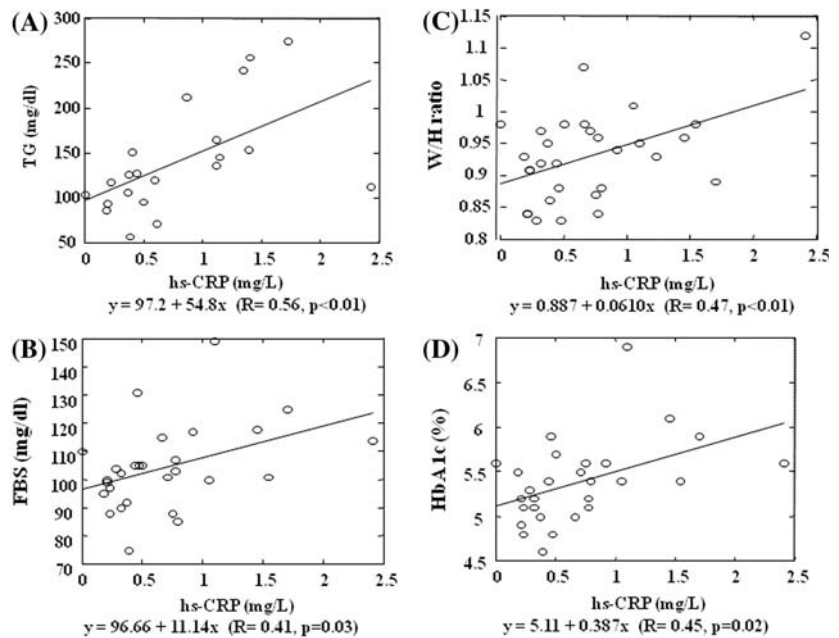 (A)
300
250
200
150
100
50
TG (mg/dl)
0 0.5 1 1.5 2 2.5
hs-CRP (mg/L)
y = 97.2 + 54.8x (R= 0.56, p<0.01)
(C)
1.15
1.1
1.05
1
0.95
0.9
0.85
0.8
W/H ratio
0 0.5 1 1.5 2 2.5
hs-CRP (mg/L)
y = 0.887 + 0.0610x (R= 0.47, p<0.01)
(B)
150
140
130
120
110
100
90
80
70
FBS (mg/dl)
0 0.5 1 1.5 2 2.5
hs-CRP (mg/L)
y = 96.66 + 11.14x (R= 0.41, p=0.03)
(D)
7
6.5
6
5.5
5
4.5
HbA1c (%)
0 0.5 1 1.5 2 2.5
hs-CRP (mg/L)
y = 5.11 + 0.387x (R= 0.45, p=0.02)